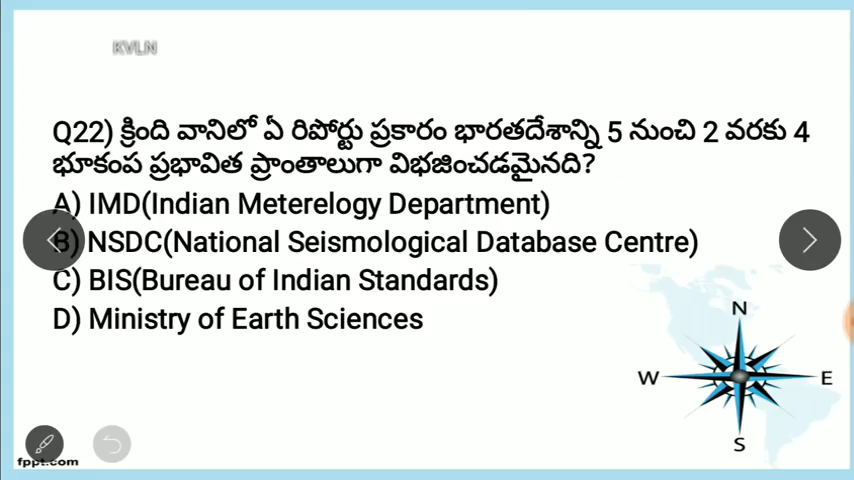 KVLN
Q22) క్రింది వానిలో ఏ రిపోర్టు ప్రకారం భారతదేశాన్ని 5 నుంచి 2 వరకు 4
భూకంప ప్రభావిత ప్రాంతాలుగా విభజించడమైనది?
A) IMD(Indian Meterelogy Department)
B) NSDC(National Seismological Database Centre)
C) BIS(Bureau of Indian Standards)
D) Ministry of Earth Sciences
N
W E
S
fppt.com